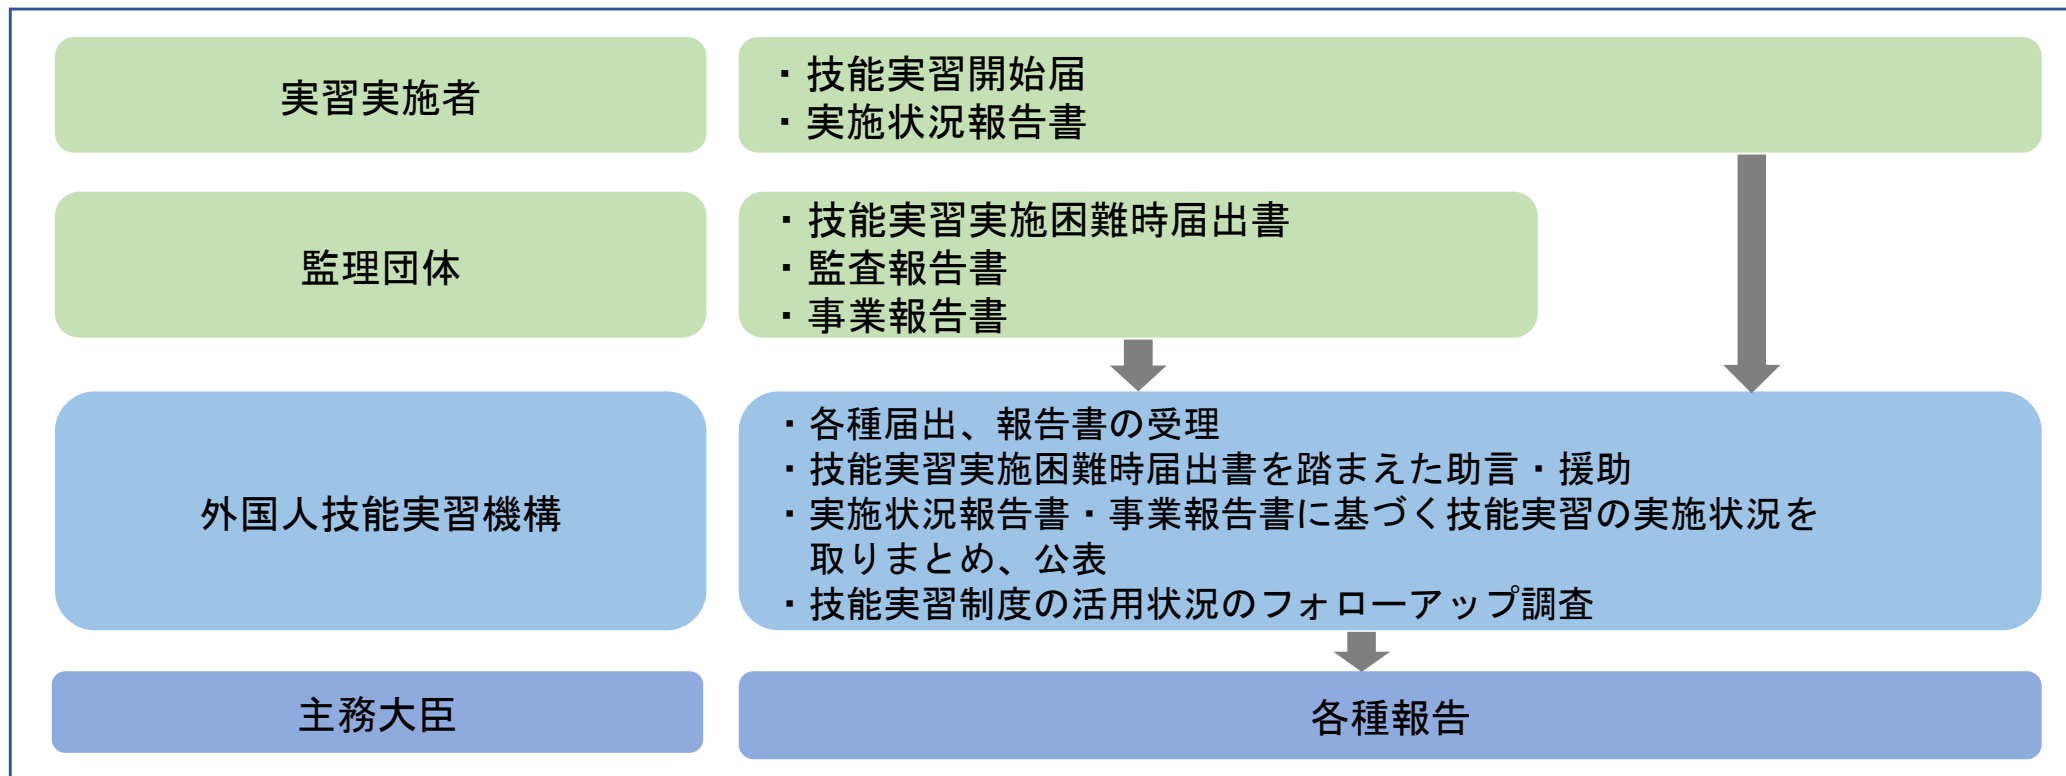 実習実施者
・技能実習開始届
・実施状況報告書
監理団体
・技能実習実施困難時届出書
・監査報告書
・事業報告書
外国人技能実習機構
・各種届出、報告書の受理
・技能実習実施困難時届出書を踏まえた助言・援助
・実施状況報告書・事業報告書に基づく技能実習の実施状況を
取りまとめ、公表
・技能実習制度の活用状況のフォローアップ調査
主務大臣
各種報告